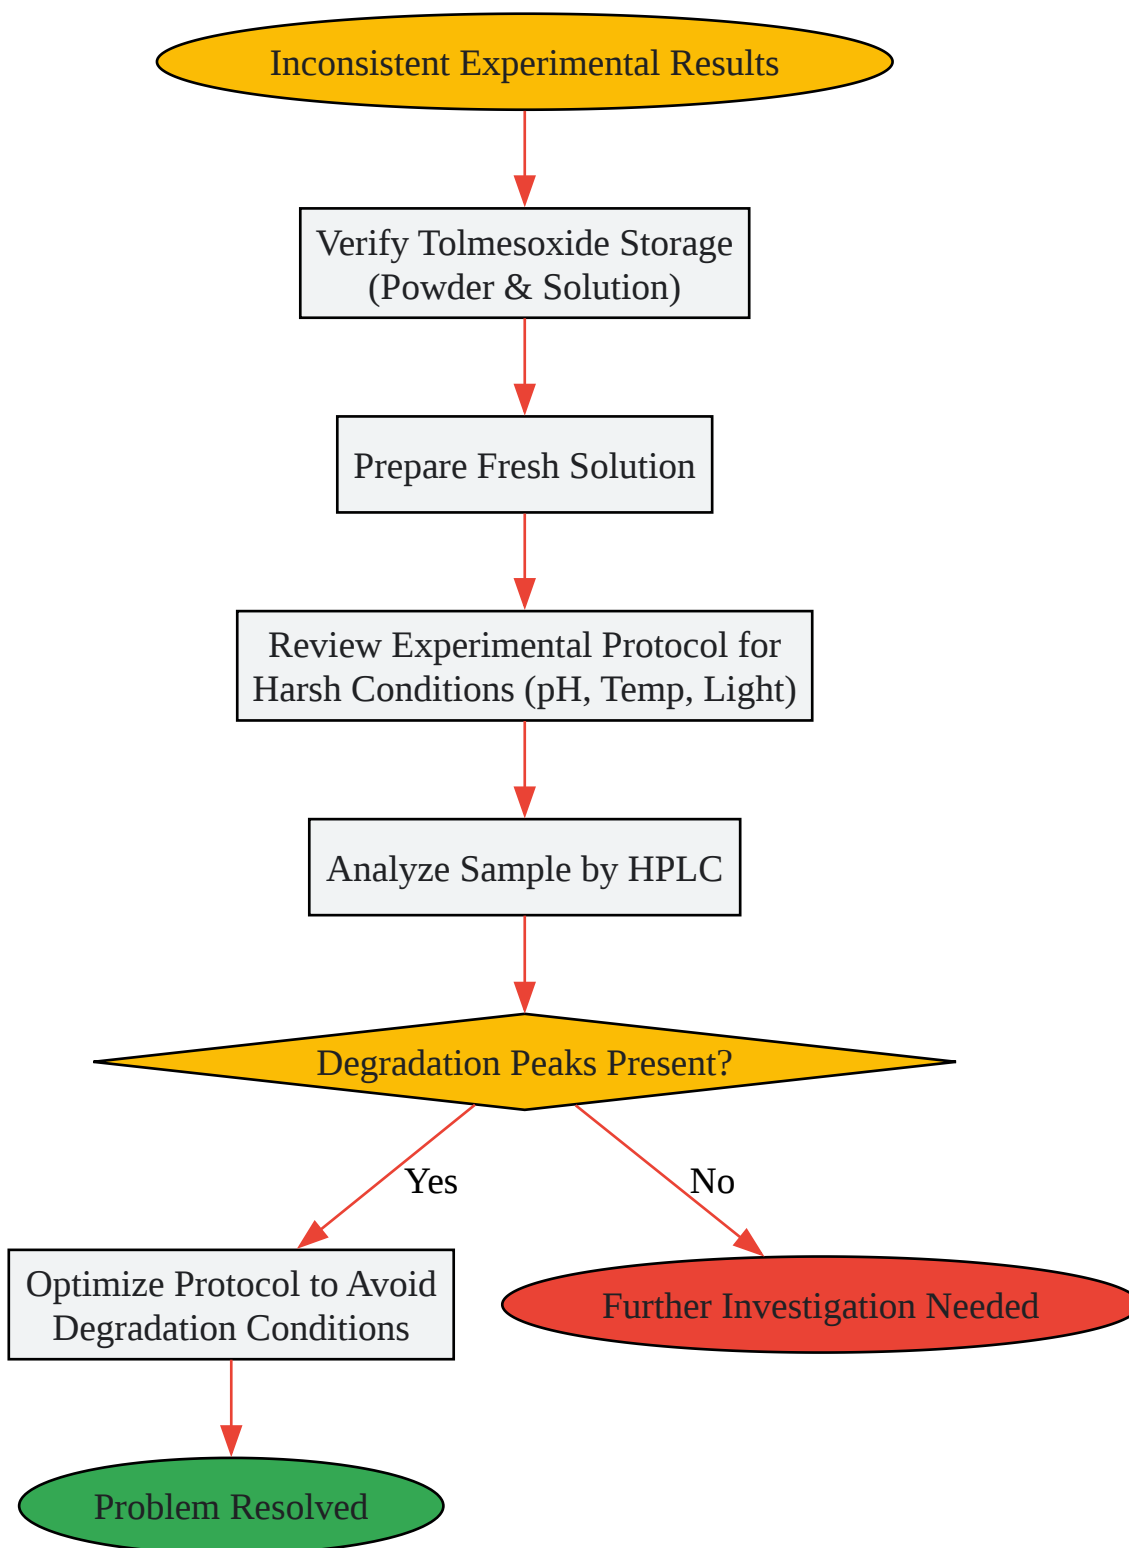 Inconsistent Experimental Results
Verify Tolmesoxide Storage
(Powder & Solution)
Prepare Fresh Solution
Review Experimental Protocol for
Harsh Conditions (pH, Temp, Light)
Analyze Sample by HPLC
Degradation Peaks Present?
Yes
No
Optimize Protocol to Avoid
Degradation Conditions
Further Investigation Needed
Problem Resolved